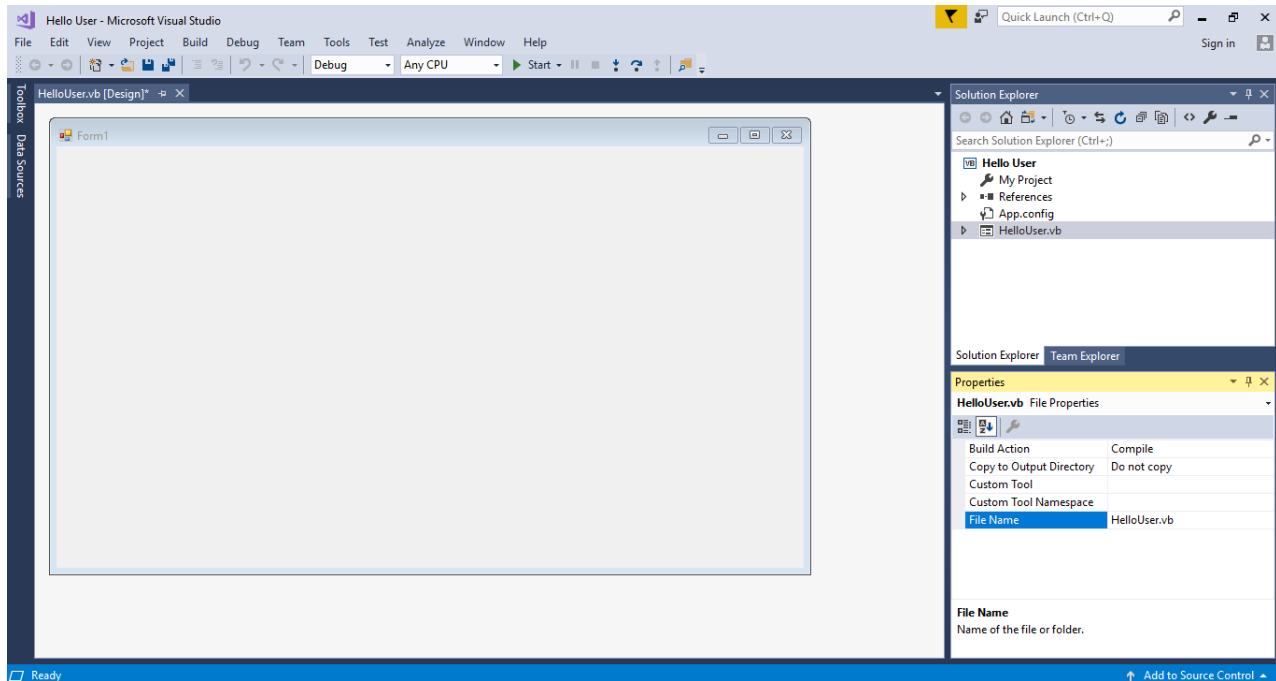 Hello User - Microsoft Visual Studio
Quick Launch (Ctrl+Q)
File Edit View Project Build Debug Team Tools Test Analyze Window Help
Sign in
Debug Any CPU Start
Toolbox
Data Sources
HelloUser.vb [Design]*
Form1
Solution Explorer
Search Solution Explorer (Ctrl+;)
VB Hello User
My Project
References
App.config
HelloUser.vb
Solution Explorer Team Explorer
Properties
HelloUser.vb File Properties
Build Action Compile
Copy to Output Directory Do not copy
Custom Tool
Custom Tool Namespace
File Name HelloUser.vb
File Name
Name of the file or folder.
Ready
Add to Source Control